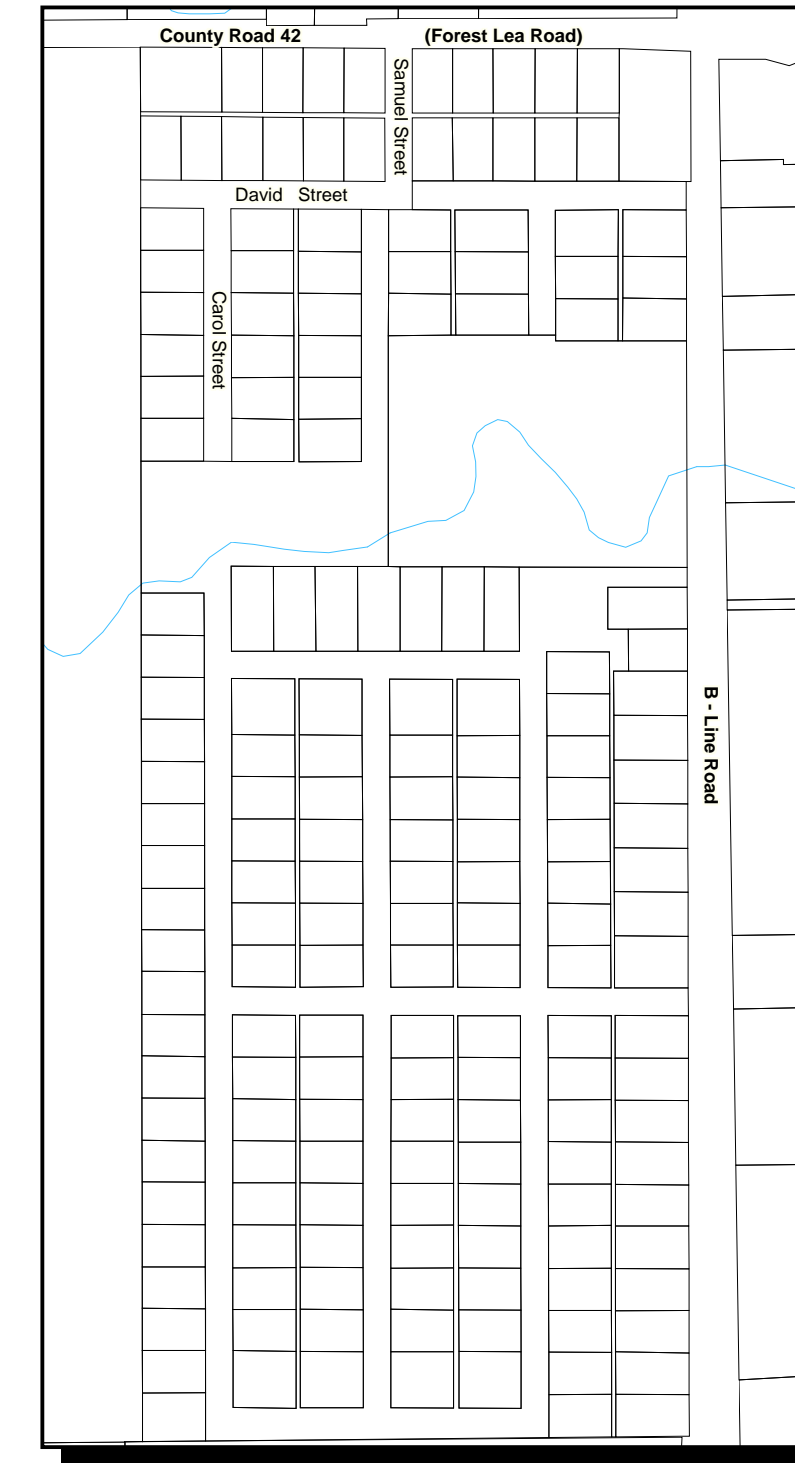 County Road 42 (Forest Lea Road)
Samuel Street
David Street
Carol Street
B - Line Road